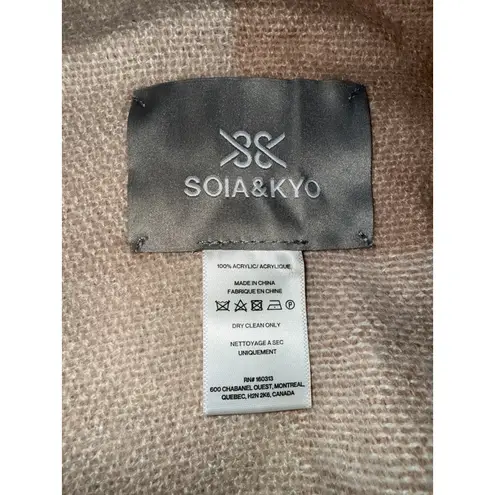 SOIA&KYO
100% ACRYLIC/ ACRYLIQUE
MADE IN CHINA
FABRIQUE EN CHINE
P
DRY CLEAN ONLY
NETTOYAGE A SEC
UNIQUEMENT
RN# 160313
600 CHABANEL OUEST, MONTREAL,
QUEBEC, H2N 2K6, CANADA